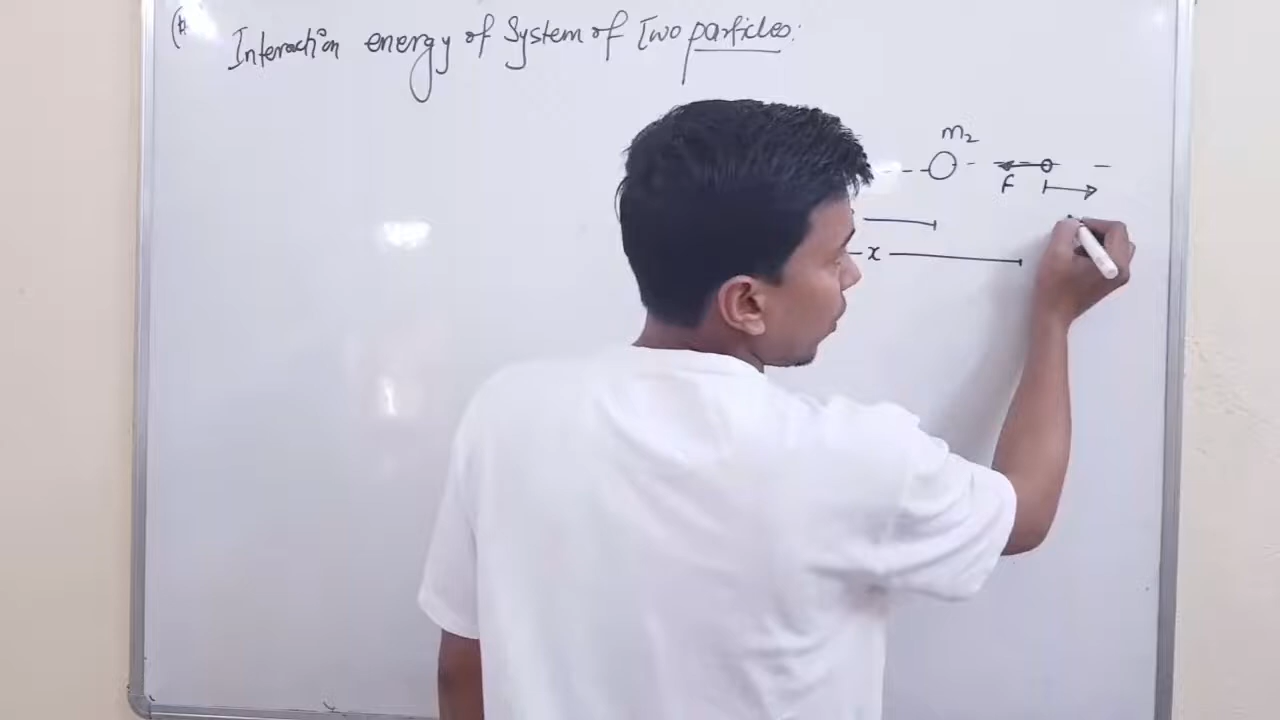 Interaction energy of System of Two particles:
m₂
F
x